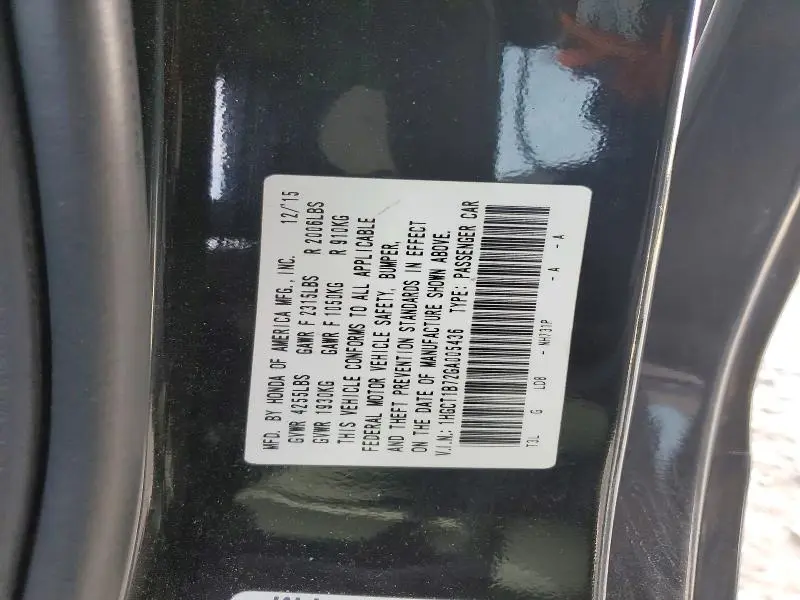 MFD. BY HONDA OF AMERICA MFG., INC. 12/'15
GVWR 4255LBS GAWR F 2315LBS R 2006LBS
GVWR 1930KG GAWR F 1050KG R 910KG
THIS VEHICLE CONFORMS TO ALL APPLICABLE
FEDERAL MOTOR VEHICLE SAFETY, BUMPER,
AND THEFT PREVENTION STANDARDS IN EFFECT
ON THE DATE OF MANUFACTURE SHOWN ABOVE.
V.I.N.: 1HGCT1B72GA005436 TYPE: PASSENGER CAR
T3L G LDB - NH731P - A - A